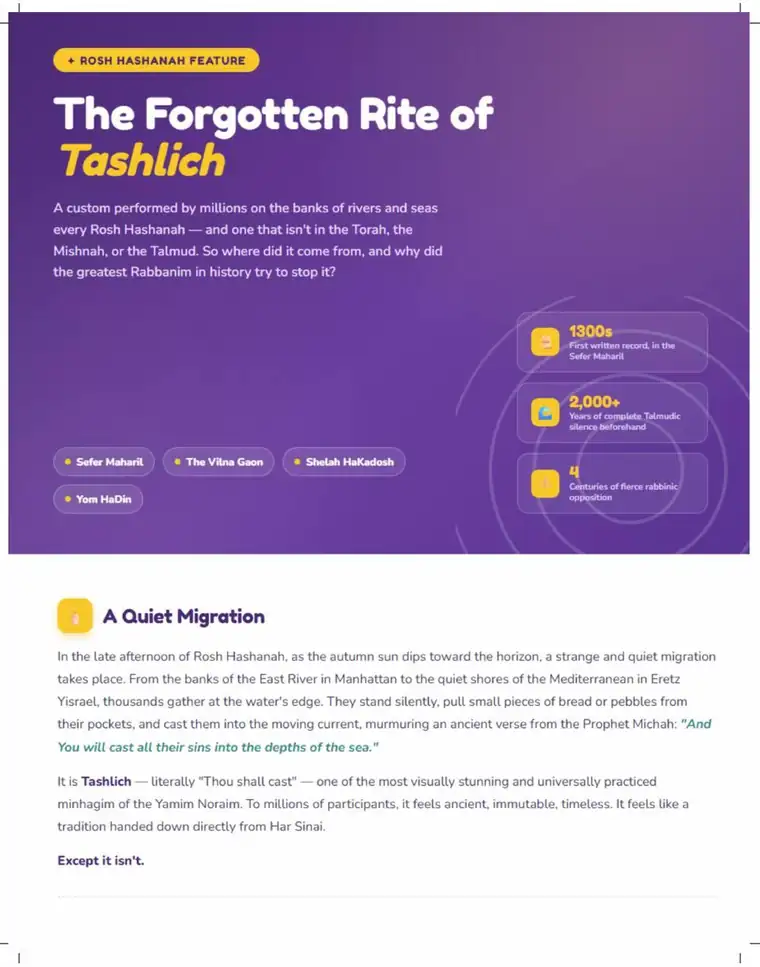 ✦ ROSH HASHANAH FEATURE
The Forgotten Rite of
Tashlich
A custom performed by millions on the banks of rivers and seas
every Rosh Hashanah — and one that isn't in the Torah, the
Mishnah, or the Talmud. So where did it come from, and why did
the greatest Rabbanim in history try to stop it?
1300s
First written record, in the
Sefer Maharil
2,000+
Years of complete Talmudic
silence beforehand
4
Centuries of fierce rabbinic
opposition
Sefer Maharil
The Vilna Gaon
Shelah HaKadosh
Yom HaDin
A Quiet Migration
In the late afternoon of Rosh Hashanah, as the autumn sun dips toward the horizon, a strange and quiet migration
takes place. From the banks of the East River in Manhattan to the quiet shores of the Mediterranean in Eretz
Yisrael, thousands gather at the water's edge. They stand silently, pull small pieces of bread or pebbles from
their pockets, and cast them into the moving current, murmuring an ancient verse from the Prophet Michah: "And
You will cast all their sins into the depths of the sea."
It is Tashlich — literally "Thou shall cast" — one of the most visually stunning and universally practiced
minhagim of the Yamim Noraim. To millions of participants, it feels ancient, immutable, timeless. It feels like a
tradition handed down directly from Har Sinai.
Except it isn't.